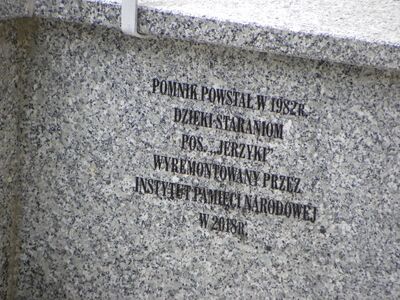 POMNIK POWSTAŁ W 1982R.
DZIĘKI STARANIOM
POS. „JERZYKI”
WYREMONTOWANY PRZEZ
INSTYTUT PAMIĘCI NARODOWEJ
W 2018R.